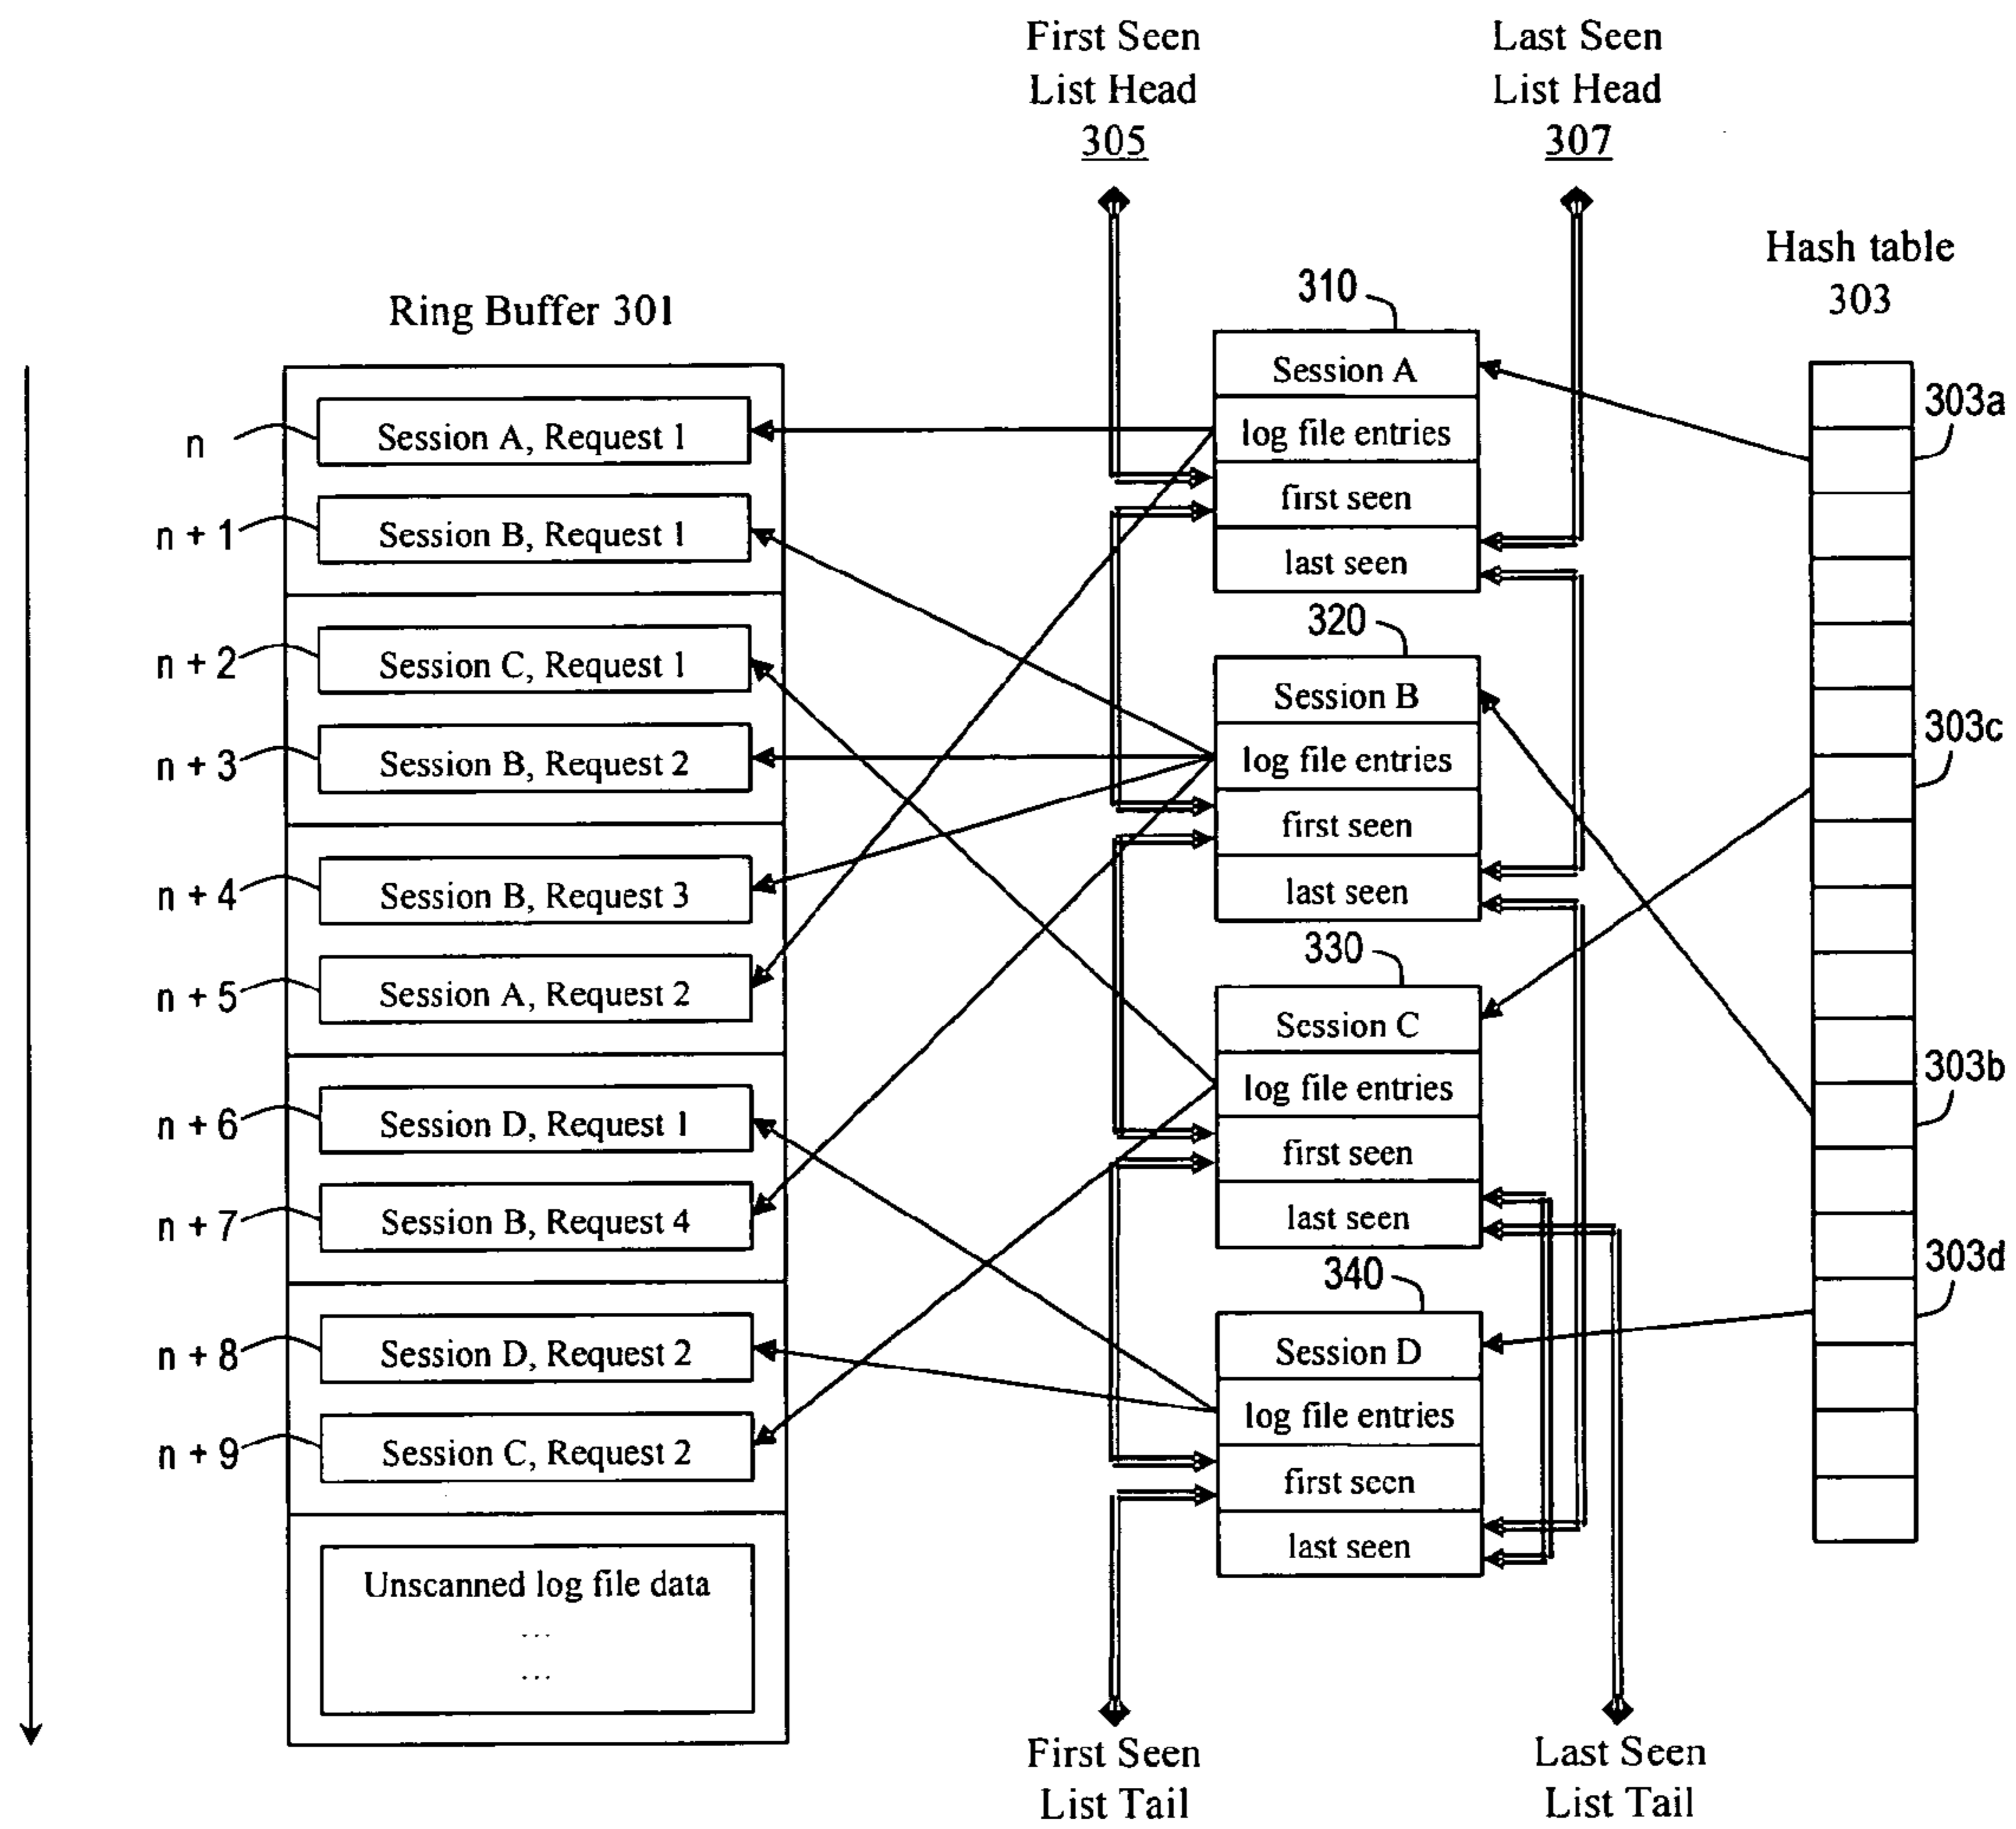 First Seen
List Head
305
Last Seen
List Head
307
Hash table
303
Ring Buffer 301
n
Session A, Request 1
n + 1
Session B, Request 1
n + 2
Session C, Request 1
n + 3
Session B, Request 2
n + 4
Session B, Request 3
n + 5
Session A, Request 2
n + 6
Session D, Request 1
n + 7
Session B, Request 4
n + 8
Session D, Request 2
n + 9
Session C, Request 2
Unscanned log file data
...
...
310
Session A
log file entries
first seen
last seen
320
Session B
log file entries
first seen
last seen
330
Session C
log file entries
first seen
last seen
340
Session D
log file entries
first seen
last seen
303a
303c
303b
303d
First Seen
List Tail
Last Seen
List Tail